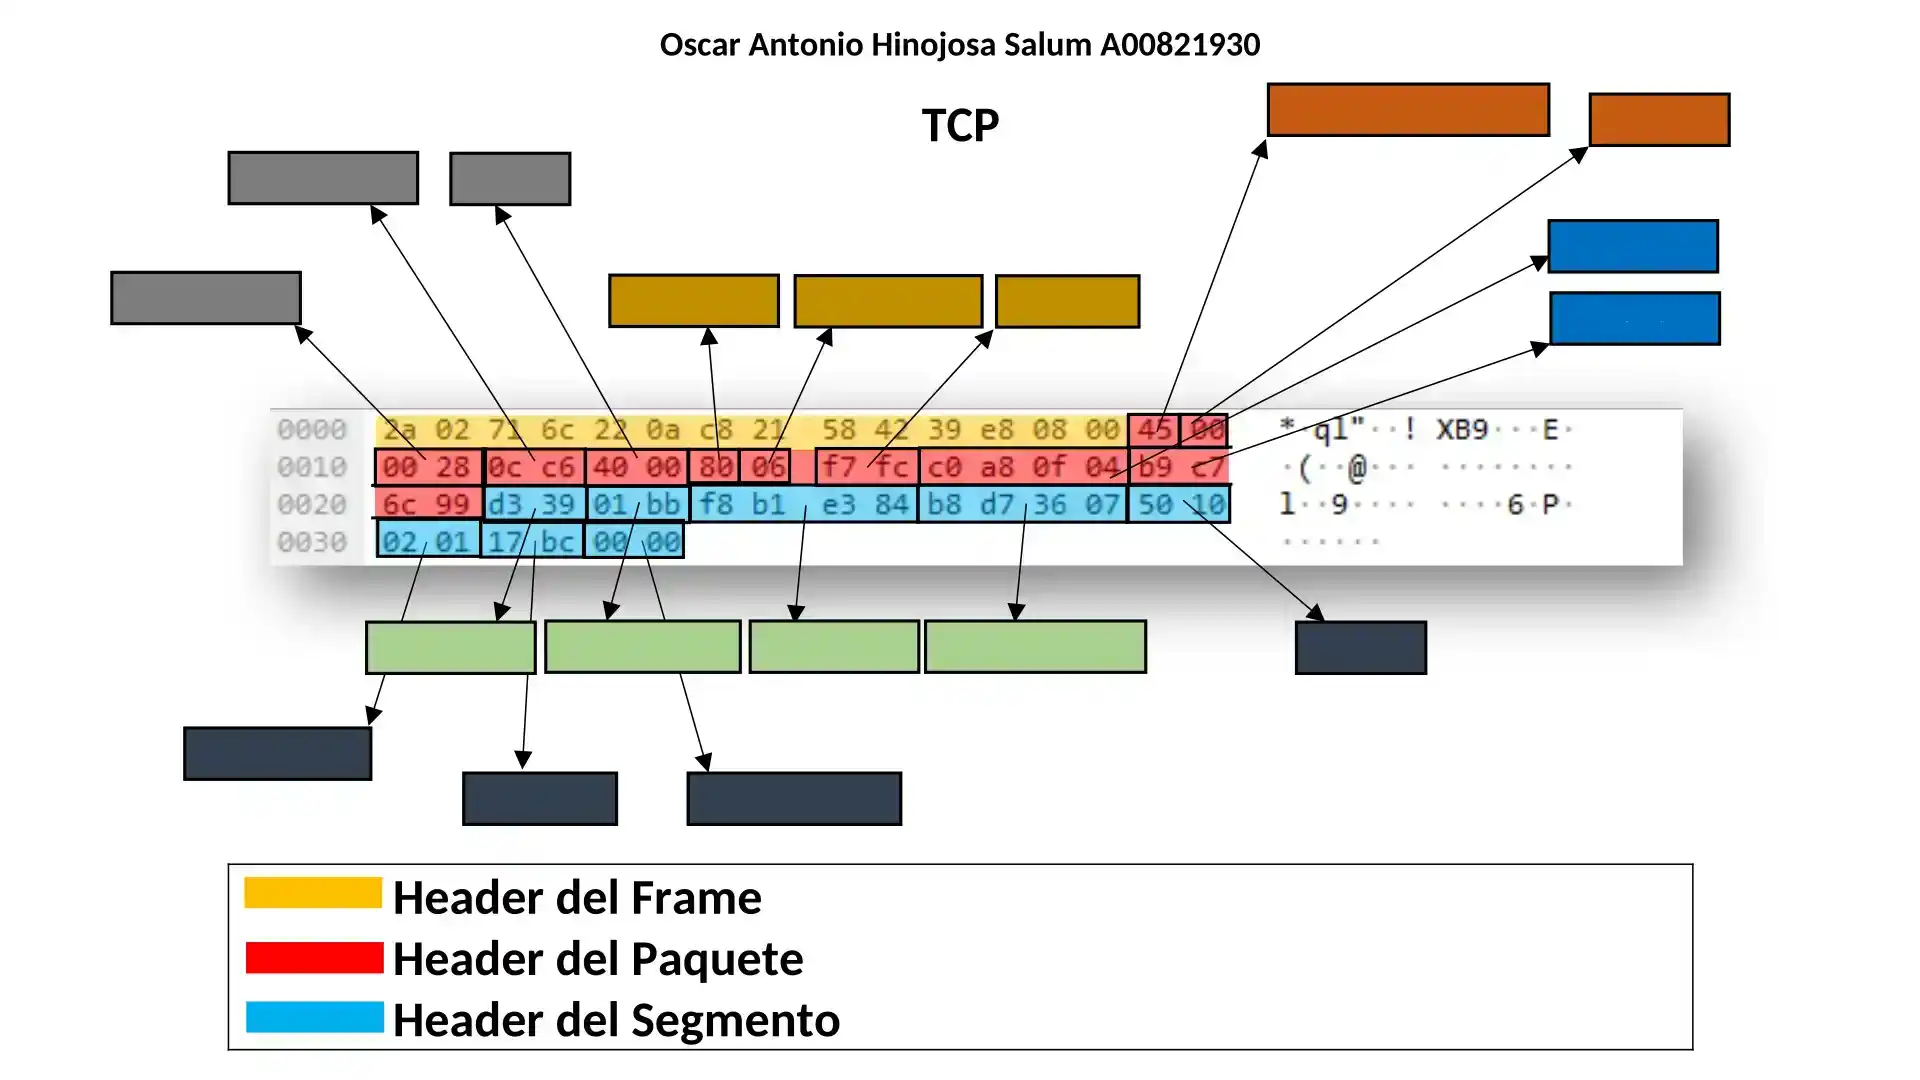 Oscar Antonio Hinojosa Salum A00821930
TCP
0000 2a 02 71 6c 22 0a c8 21 58 42 39 e8 08 00 45 00 *·ql"··! XB9···E·
0010 00 28 0c c6 40 00 80 06 f7 fc c0 a8 0f 04 b9 c7 ·(··@··· ········
0020 6c 99 d3 39 01 bb f8 b1 e3 84 b8 d7 36 07 50 10 l··9···· ····6·P·
0030 02 01 17 bc 00 00 ······
Header del Frame
Header del Paquete
Header del Segmento